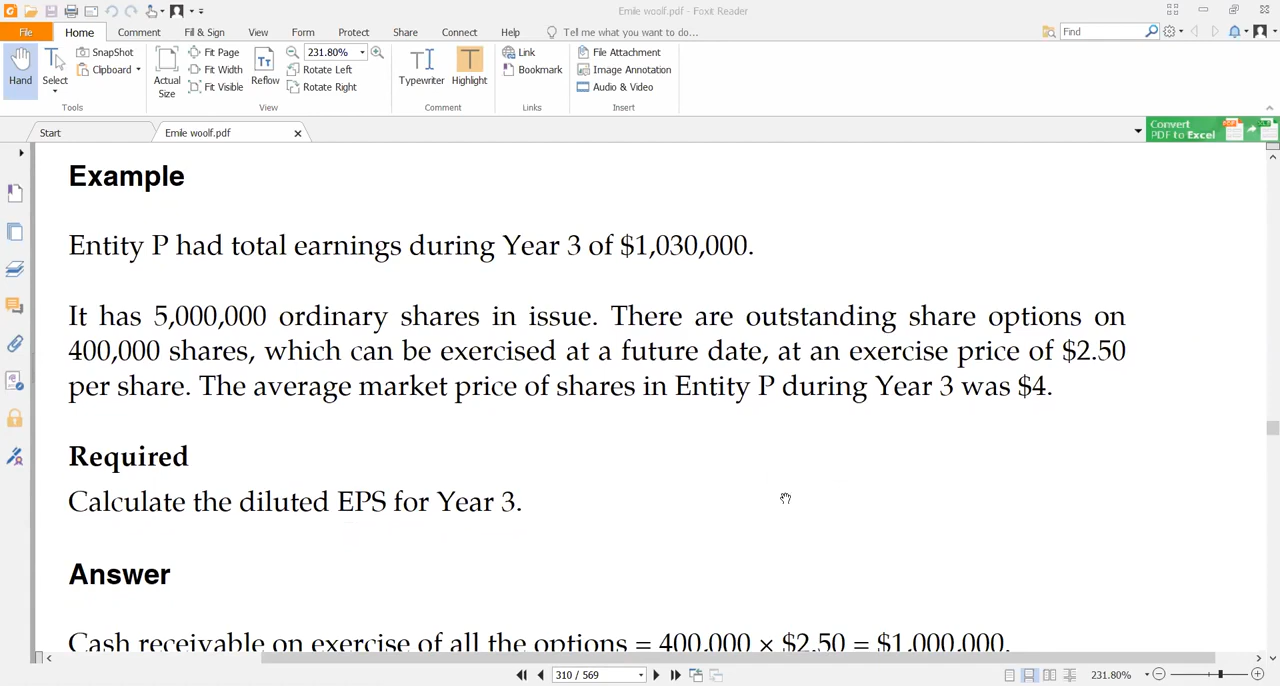 Emie woolf.pdf - Foxit Reader
File Home Comment Fill & Sign View Form Protect Share Connect Help Tell me what you want to do... Find
Hand
Select
SnapShot
Clipboard
Tools
Actual
Size
Fit Page
Fit Width
Fit Visible
Reflow
231.80%
Rotate Left
Rotate Right
View
Typewriter
Highlight
Comment
Link
Bookmark
Links
File Attachment
Image Annotation
Audio & Video
Insert
Start Emie woolf.pdf
Convert
PDF to Excel
Example
Entity P had total earnings during Year 3 of $1,030,000.
It has 5,000,000 ordinary shares in issue. There are outstanding share options on
400,000 shares, which can be exercised at a future date, at an exercise price of $2.50
per share. The average market price of shares in Entity P during Year 3 was $4.
Required
Calculate the diluted EPS for Year 3.
Answer
Cash receivable on exercise of all the options = 400,000 × $2.50 = $1,000,000.
310 / 569
231.80%